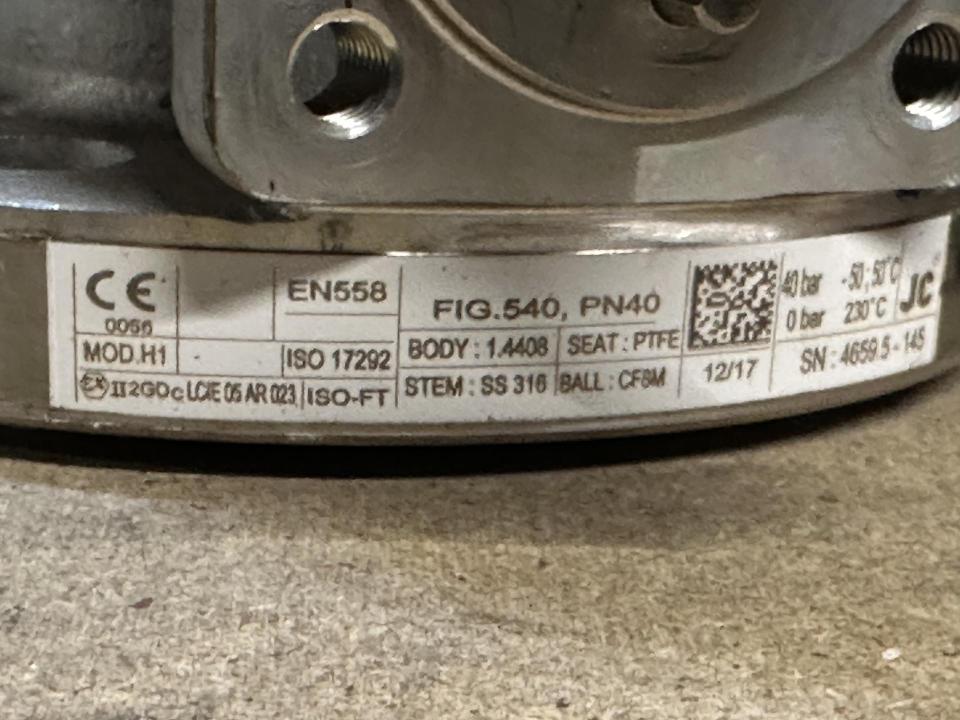 CE
0056
MOD.H1
II2GDc LCIE 05 AR 023
EN558
ISO 17292
ISO-FT
FIG.540, PN40
BODY : 1.4408
SEAT : PTFE
STEM : SS 316
BALL : CF8M
12/17
40 bar -50 ; 50°C
0 bar 230°C
JC
SN : 4659.5 - 145